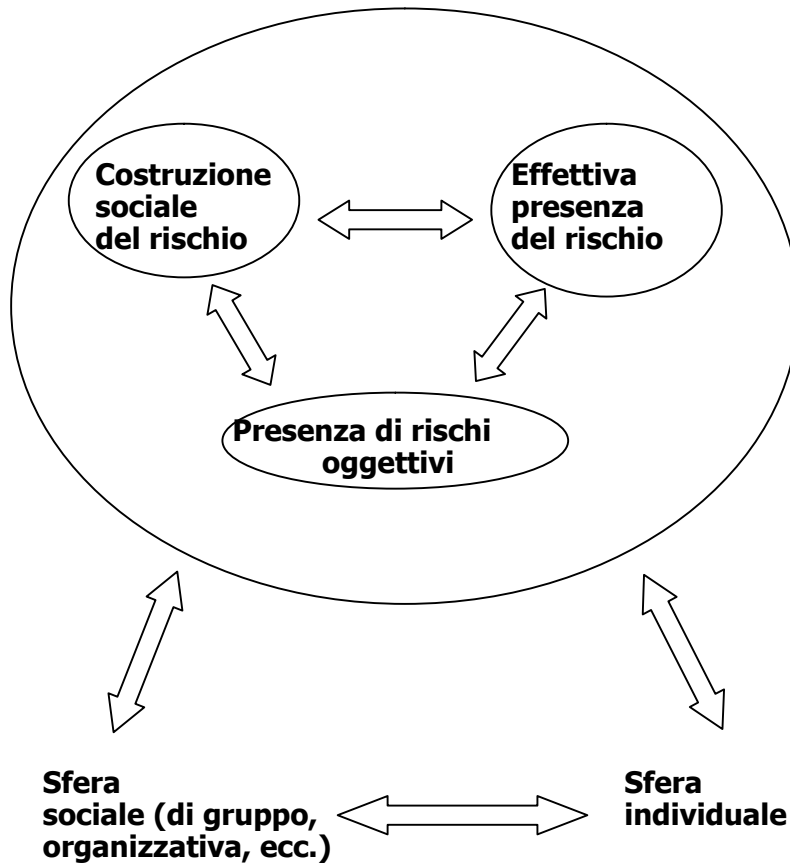 Costruzione
sociale
del rischio
Effettiva
presenza
del rischio
Presenza di rischi
oggettivi
Sfera
sociale (di gruppo,
organizzativa, ecc.)
Sfera
individuale